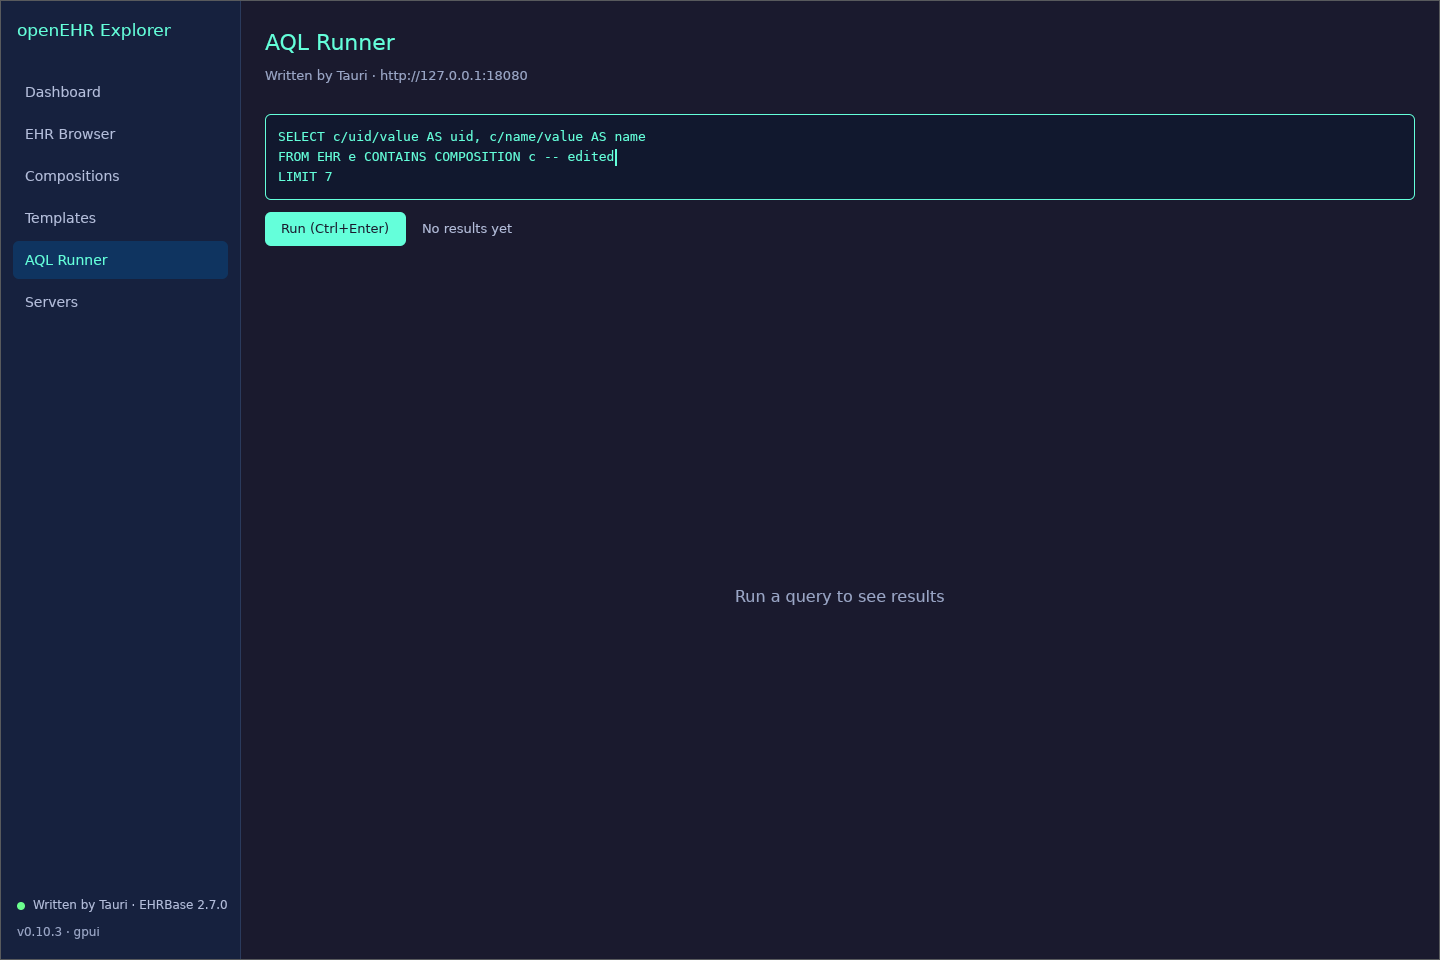 openEHR Explorer
Dashboard
EHR Browser
Compositions
Templates
AQL Runner
Servers
Written by Tauri · EHRBase 2.7.0
v0.10.3 · gpui
AQL Runner
Written by Tauri · http://127.0.0.1:18080
SELECT c/uid/value AS uid, c/name/value AS name
FROM EHR e CONTAINS COMPOSITION c -- edited
LIMIT 7
Run (Ctrl+Enter)
No results yet
Run a query to see results